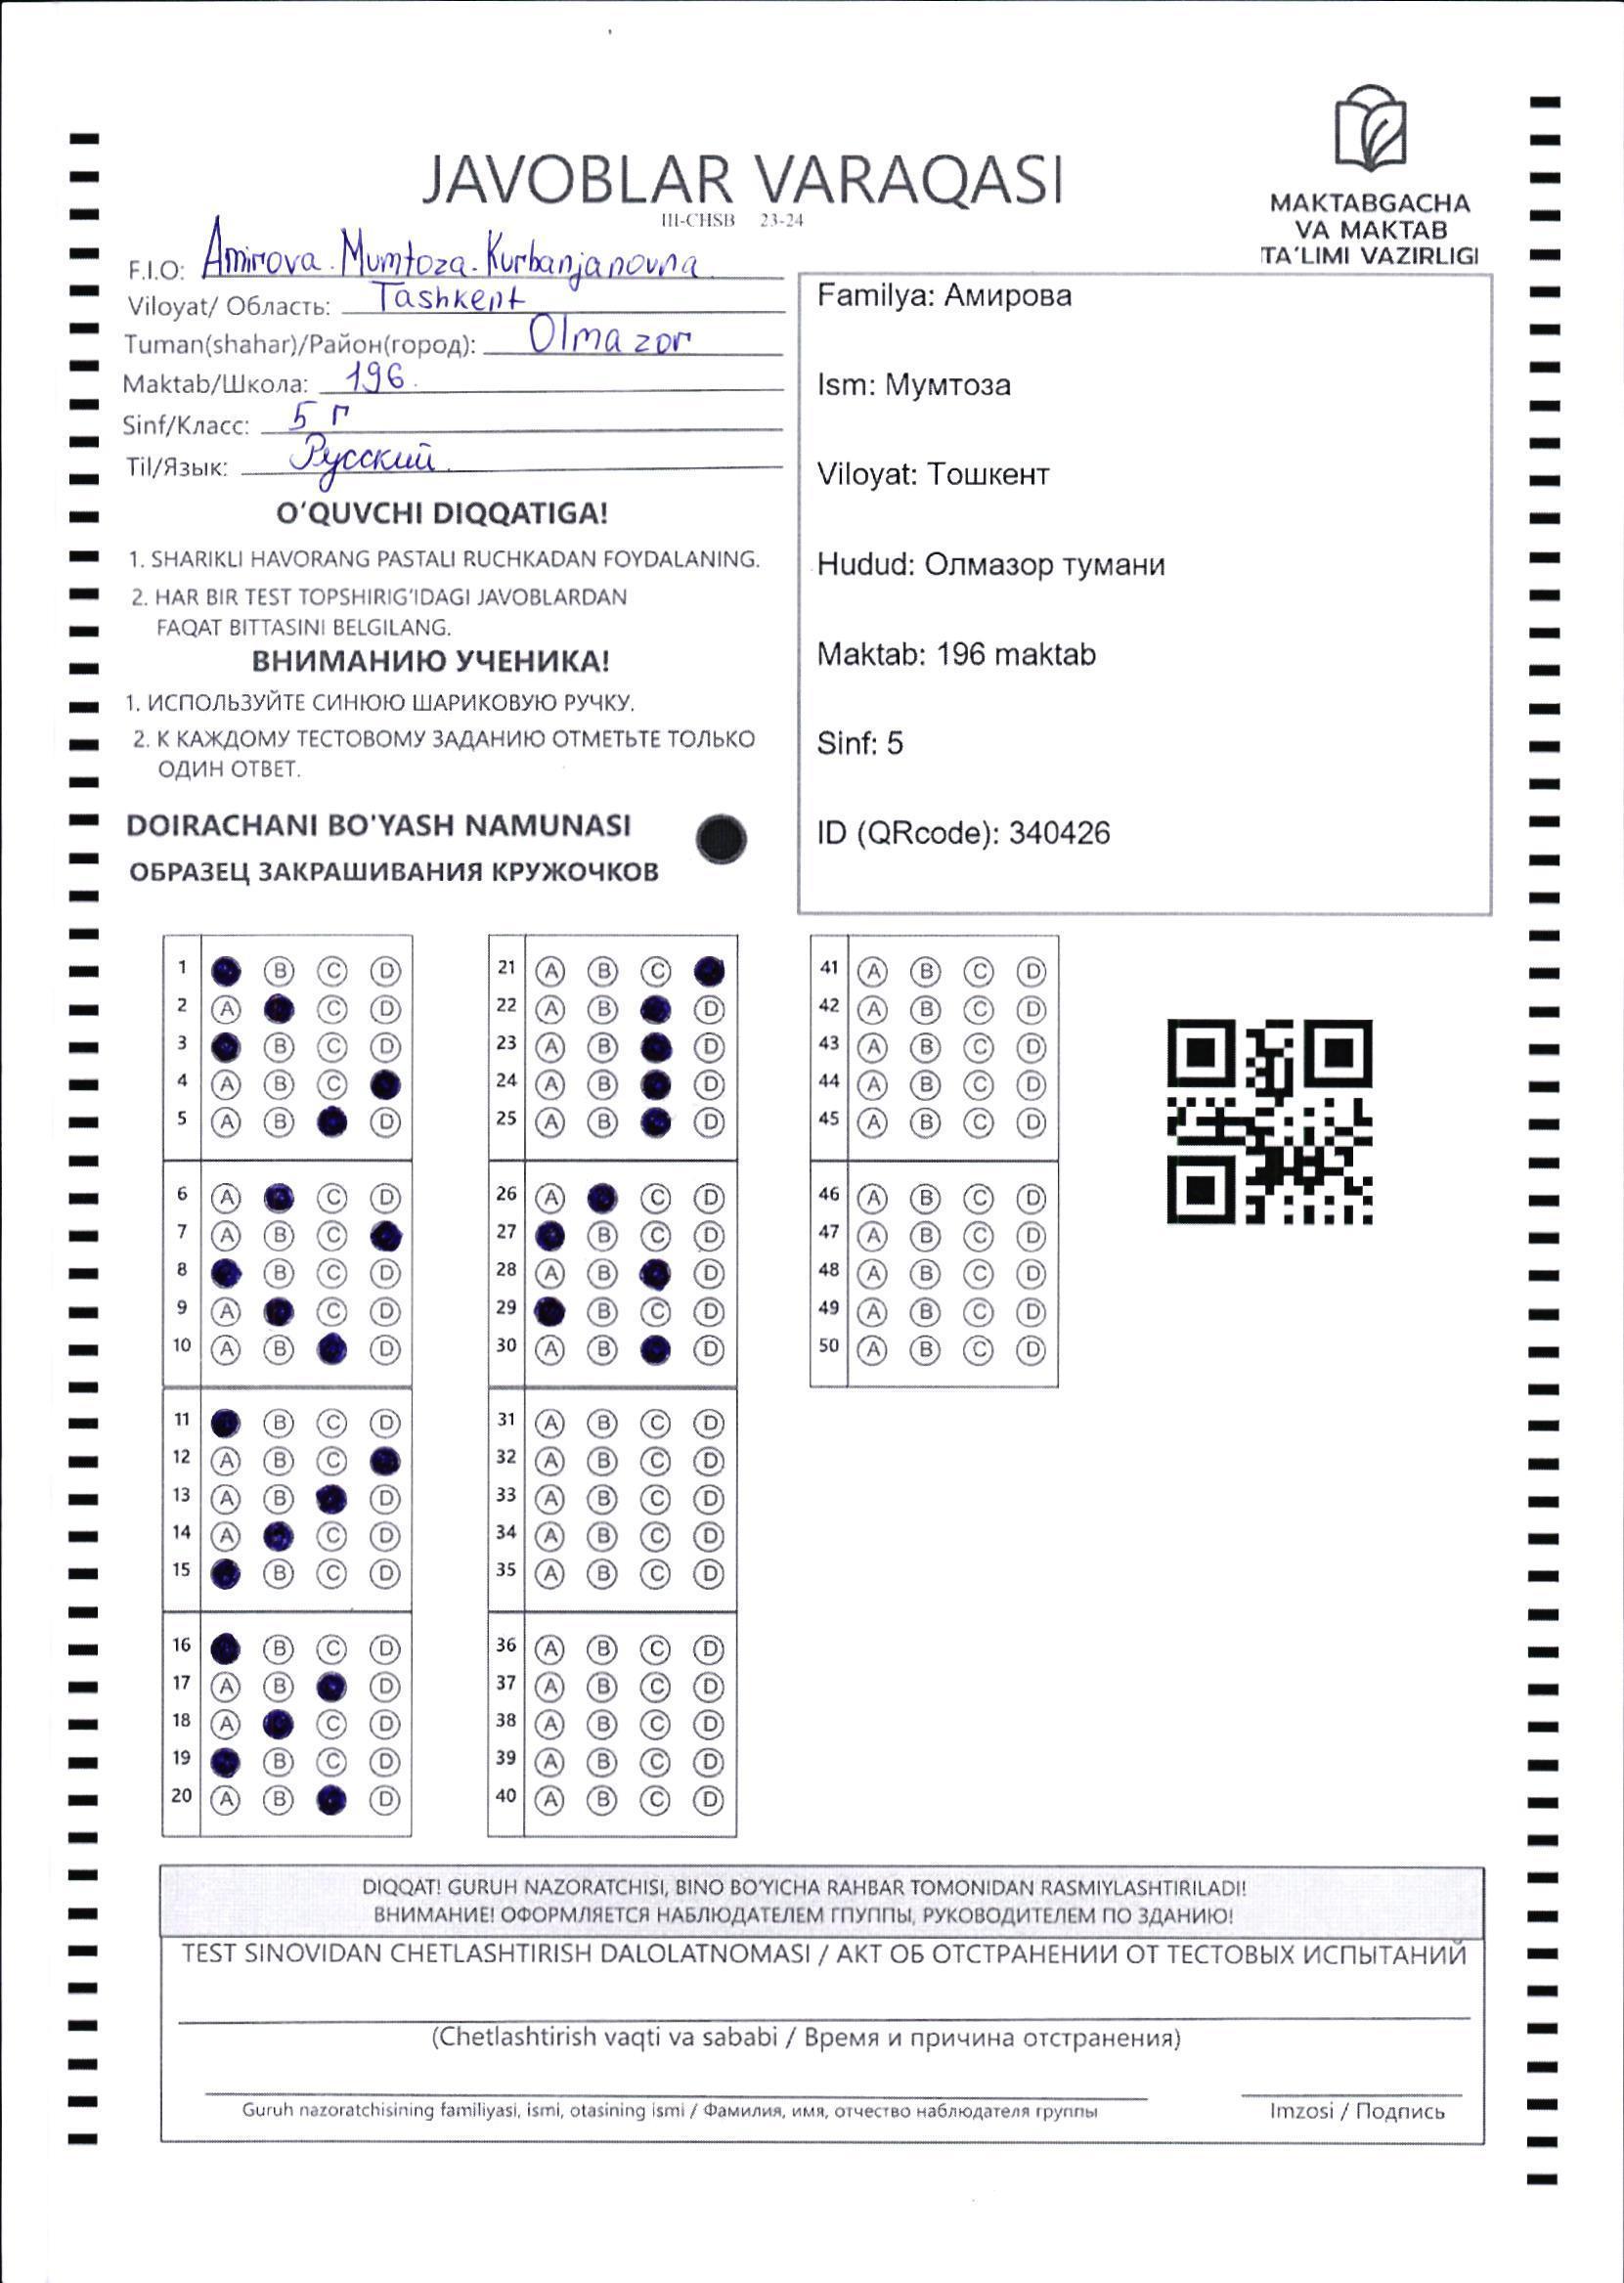 JAVOBLAR VARAQASI
III-CHSB 23-24
MAKTABGACHA
VA MAKTAB
TA'LIMI VAZIRLIGI
F.I.O: Amirova Mumtoza Kurbanjanovna
Viloyat/ Область: Tashkent
Tuman(shahar)/Район(город): Olmazor
Maktab/Школа: 196
Sinf/Класс: 5 г
Til/Язык: Русский
O'QUVCHI DIQQATIGA!
1. SHARIKLI HAVORANG PASTALI RUCHKADAN FOYDALANING.
2. HAR BIR TEST TOPSHIRIG'IDAGI JAVOBLARDAN
FAQAT BITTASINI BELGILANG.
ВНИМАНИЮ УЧЕНИКА!
1. ИСПОЛЬЗУЙТЕ СИНЮЮ ШАРИКОВУЮ РУЧКУ.
2. К КАЖДОМУ ТЕСТОВОМУ ЗАДАНИЮ ОТМЕТЬТЕ ТОЛЬКО
ОДИН ОТВЕТ.
DOIRACHANI BO'YASH NAMUNASI
ОБРАЗЕЦ ЗАКРАШИВАНИЯ КРУЖОЧКОВ
Familya: Амирова
Ism: Мумтоза
Viloyat: Тошкент
Hudud: Олмазор тумани
Maktab: 196 maktab
Sinf: 5
ID (QRcode): 340426
1 B C D
2 A C D
3 B C D
4 A B C
5 A B D
6 A C D
7 A B C
8 B C D
9 A C D
10 A B D
11 B C D
12 A B C
13 A B D
14 A C D
15 B C D
16 B C D
17 A B D
18 A C D
19 B C D
20 A B D
21 A B C
22 A B D
23 A B D
24 A B D
25 A B D
26 A C D
27 B C D
28 A B D
29 B C D
30 A B D
31 A B C D
32 A B C D
33 A B C D
34 A B C D
35 A B C D
36 A B C D
37 A B C D
38 A B C D
39 A B C D
40 A B C D
41 A B C D
42 A B C D
43 A B C D
44 A B C D
45 A B C D
46 A B C D
47 A B C D
48 A B C D
49 A B C D
50 A B C D
DIQQAT! GURUH NAZORATCHISI, BINO BO'YICHA RAHBAR TOMONIDAN RASMIYLASHTIRILADI!
ВНИМАНИЕ! ОФОРМЛЯЕТСЯ НАБЛЮДАТЕЛЕМ ГПУППЫ, РУКОВОДИТЕЛЕМ ПО ЗДАНИЮ!
TEST SINOVIDAN CHETLASHTIRISH DALOLATNOMASI / АКТ ОБ ОТСТРАНЕНИИ ОТ ТЕСТОВЫХ ИСПЫТАНИЙ
(Chetlashtirish vaqti va sababi / Время и причина отстранения)
Guruh nazoratchisining familiyasi, ismi, otasining ismi / Фамилия, имя, отчество наблюдателя группы
Imzosi / Подпись